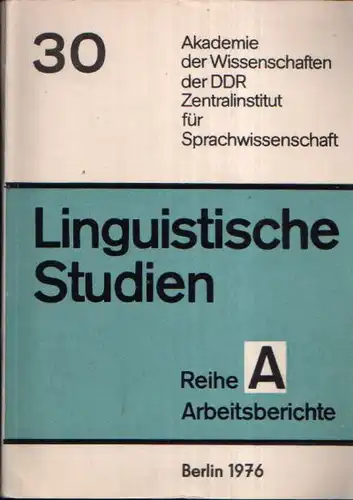 30
Akademie
der Wissenschaften
der DDR
Zentralinstitut
für
Sprachwissenschaft
Linguistische
Studien
Reihe A
Arbeitsberichte
Berlin 1976